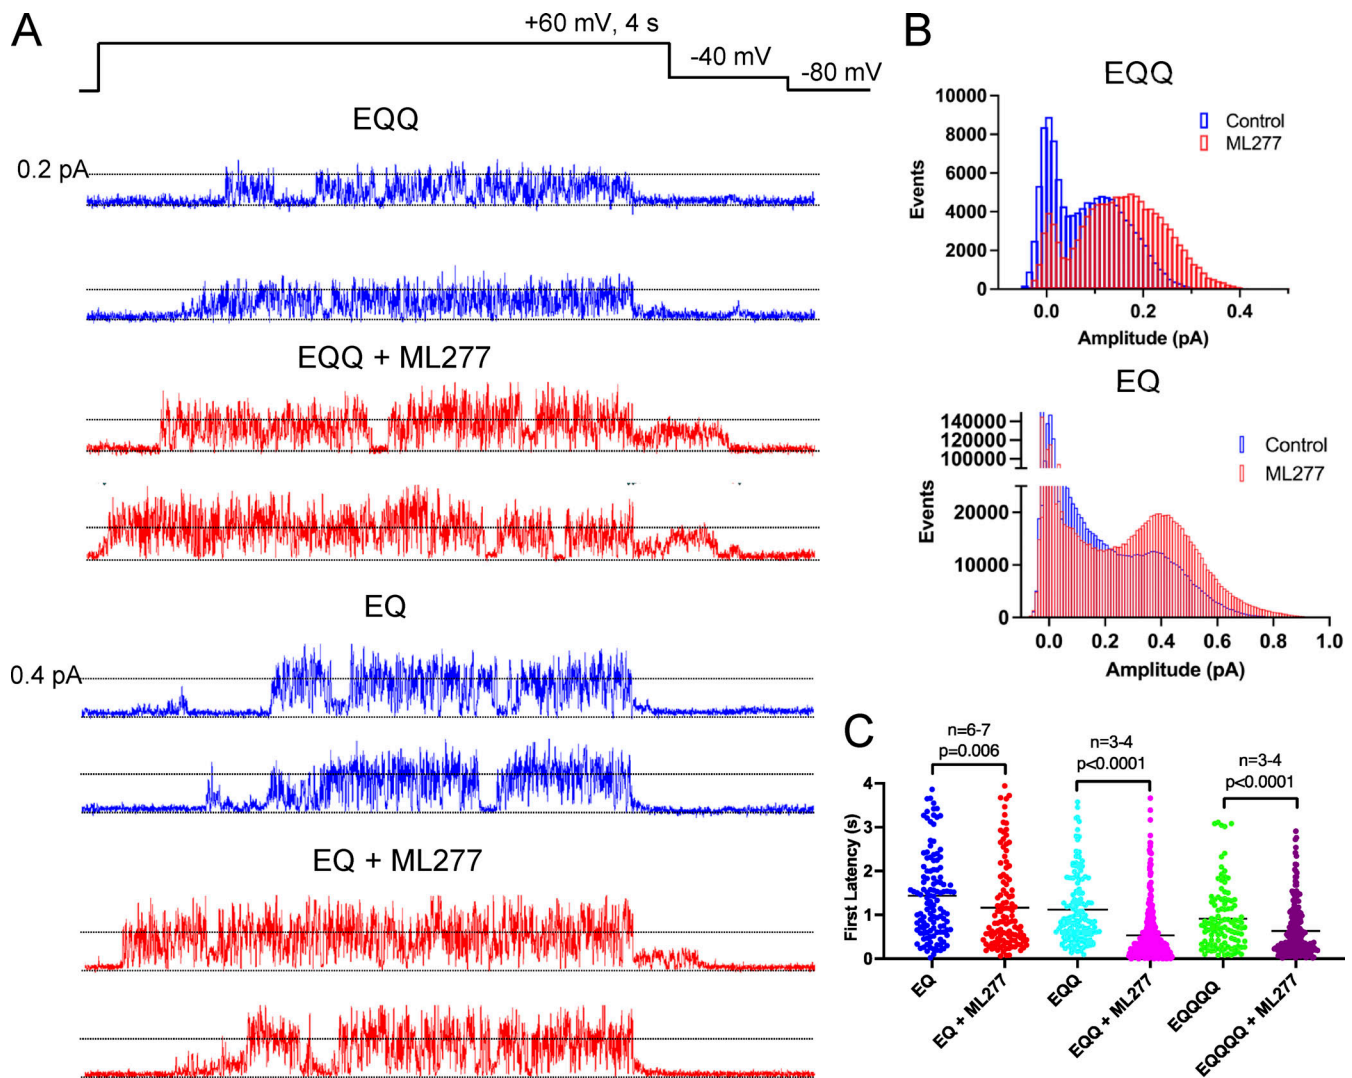 A
+60 mV, 4 s
-40 mV
-80 mV
EQQ
0.2 pA
EQQ + ML277
EQ
0.4 pA
EQ + ML277
B
EQQ
10000
8000
6000
4000
2000
0
Events
Control
ML277
0.0
0.2
0.4
Amplitude (pA)
EQ
140000
120000
100000
20000
10000
0
Events
Control
ML277
0.0
0.2
0.4
0.6
0.8
1.0
Amplitude (pA)
C
n=6-7
p=0.006
n=3-4
p<0.0001
n=3-4
p<0.0001
4
3
2
1
0
First Latency (s)
EQ
EQ + ML277
EQQ
EQQ + ML277
EQQQQ
EQQQQ + ML277